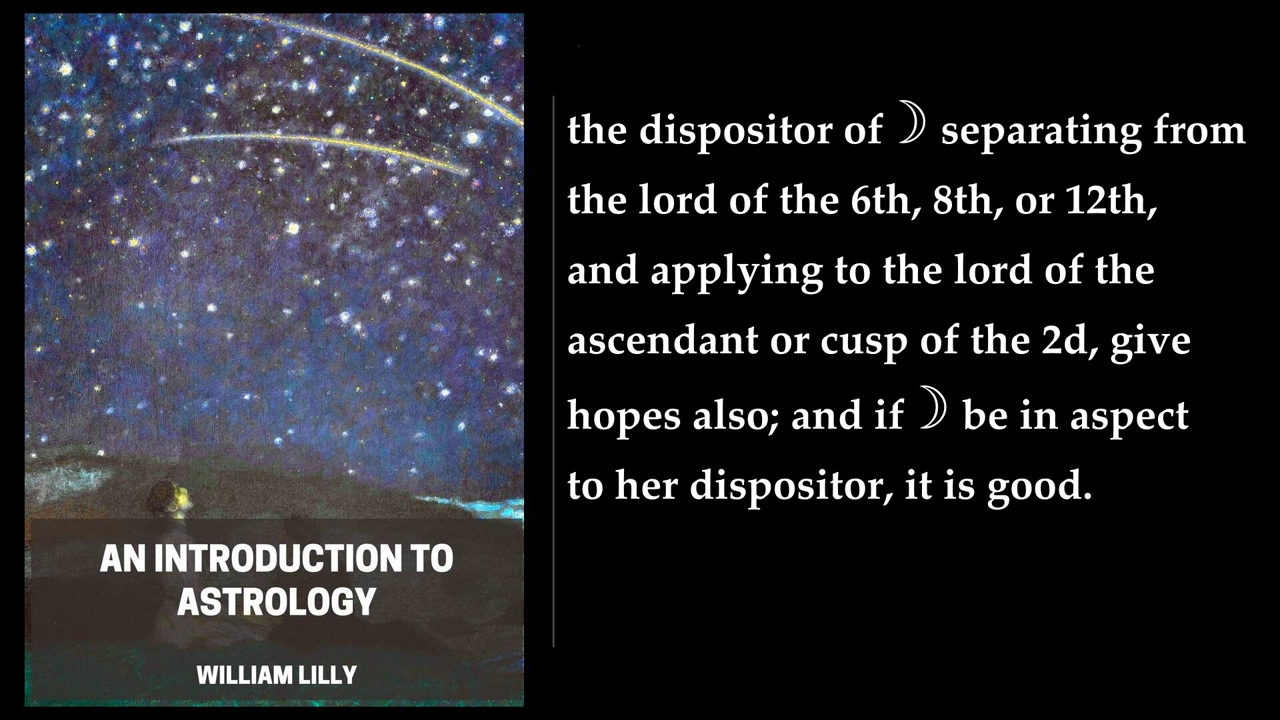 the dispositor of ☽ separating from
the lord of the 6th, 8th, or 12th,
and applying to the lord of the
ascendant or cusp of the 2d, give
hopes also; and if ☽ be in aspect
to her dispositor, it is good.
AN INTRODUCTION TO
ASTROLOGY
WILLIAM LILLY